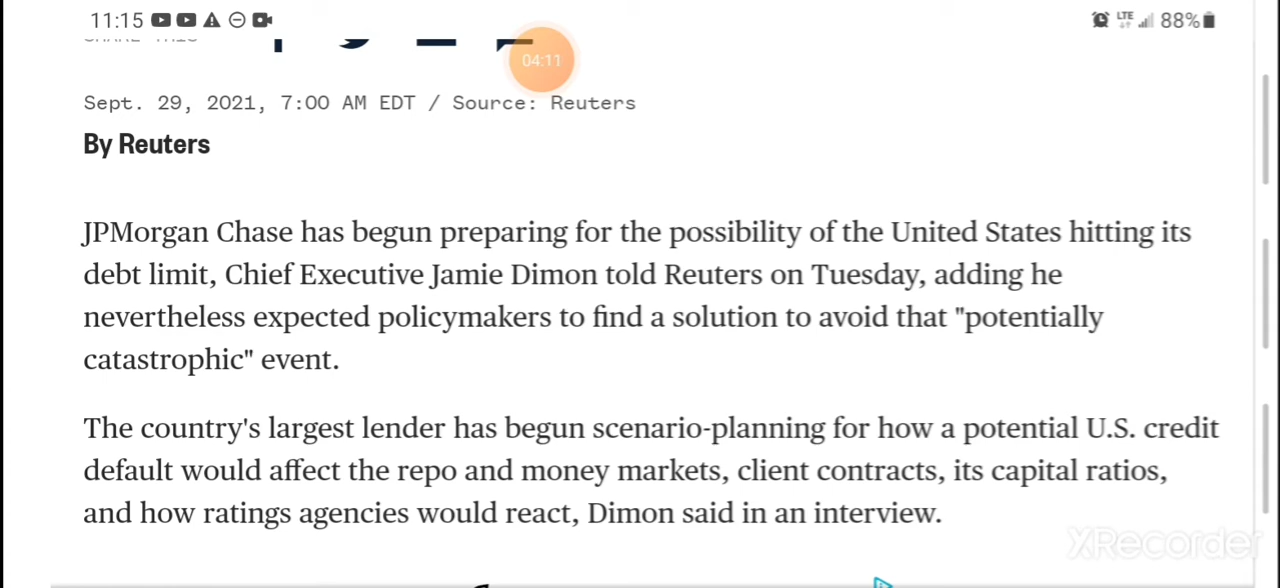 11:15
LTE 88%
04:11
Sept. 29, 2021, 7:00 AM EDT / Source: Reuters
By Reuters
JPMorgan Chase has begun preparing for the possibility of the United States hitting its
debt limit, Chief Executive Jamie Dimon told Reuters on Tuesday, adding he
nevertheless expected policymakers to find a solution to avoid that "potentially
catastrophic" event.
The country's largest lender has begun scenario-planning for how a potential U.S. credit
default would affect the repo and money markets, client contracts, its capital ratios,
and how ratings agencies would react, Dimon said in an interview.
XRecorder